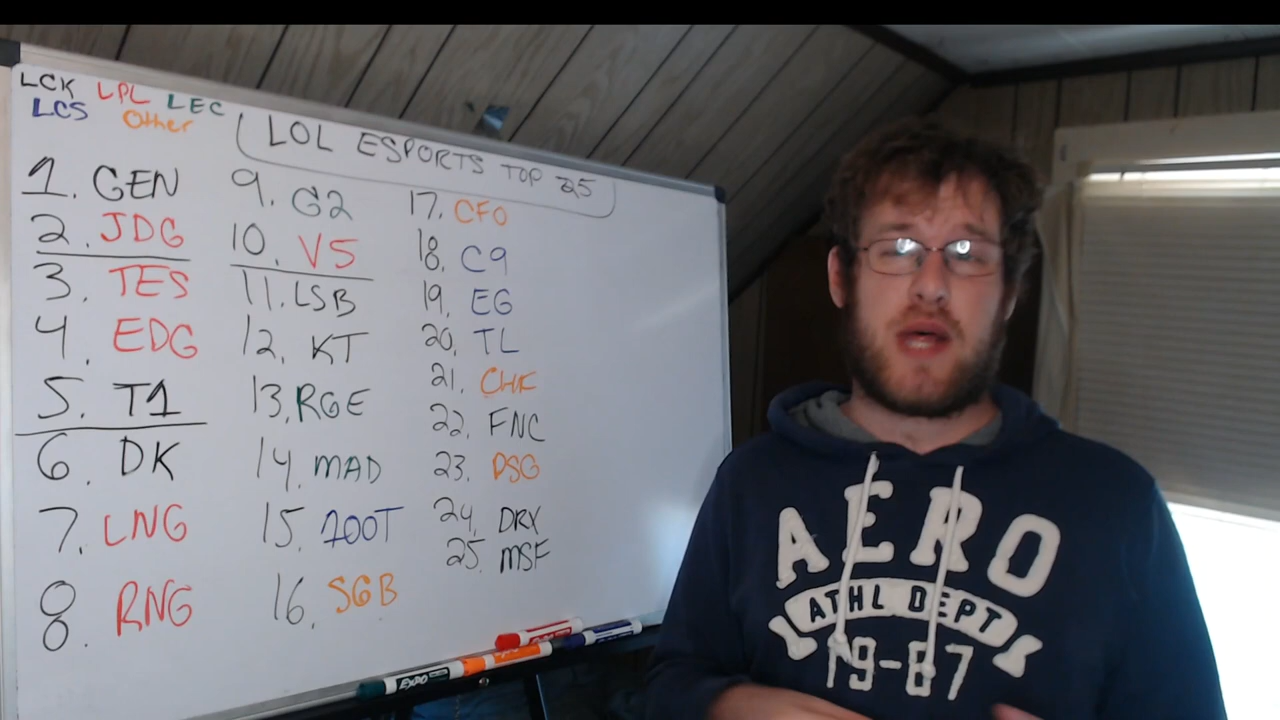 LCK LPL LEC
LCS Other
LOL ESPORTS TOP 25
1. GEN
2. JDG
3. TES
4. EDG
5. T1
6. DK
7. LNG
8. RNG
9. G2
10. V5
11. LSB
12. KT
13. RGE
14. MAD
15. 100T
16. SGB
17. CFO
18. C9
19. EG
20. TL
21. CHF
22. FNC
23. DSG
24. DRX
25. MSF
EXPO
AERO
ATHL DEPT
19-87